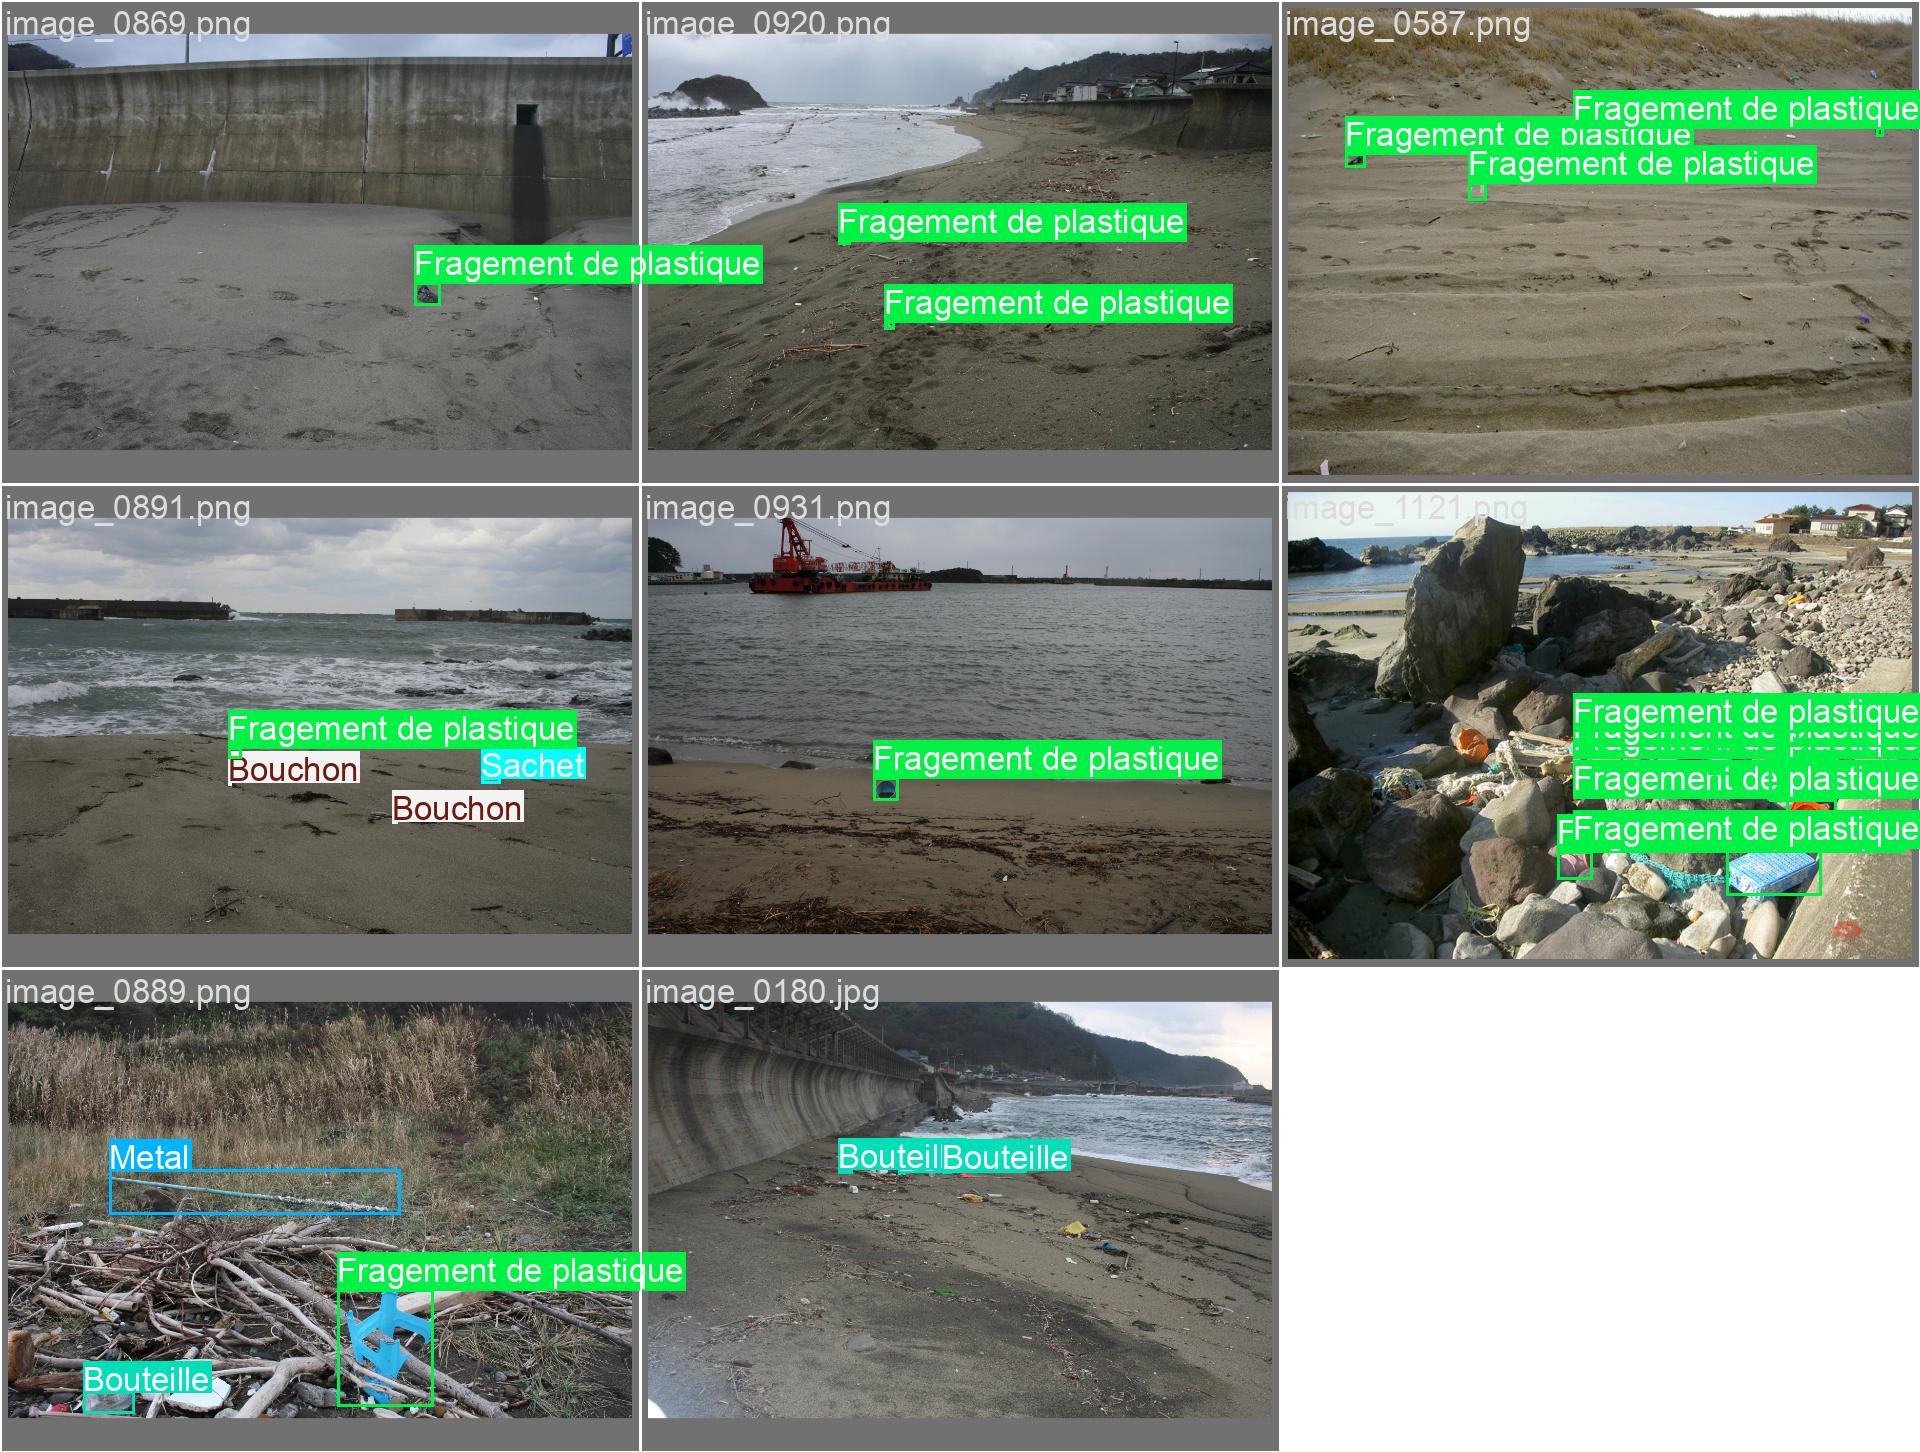 image_0869.png
Fragement de plastique
image_0920.png
Fragement de plastique
Fragement de plastique
image_0587.png
Fragement de plastique
Fragement de plastique
Fragement de plastique
image_0891.png
Fragement de plastique
Bouchon
Sachet
Bouchon
image_0931.png
Fragement de plastique
image_1121.png
Fragement de plastique
Fragement de plastique
Fragement de plastique
Fragement de plastique
image_0889.png
Metal
Fragement de plastique
Bouteille
image_0180.jpg
Bouteil
Bouteille